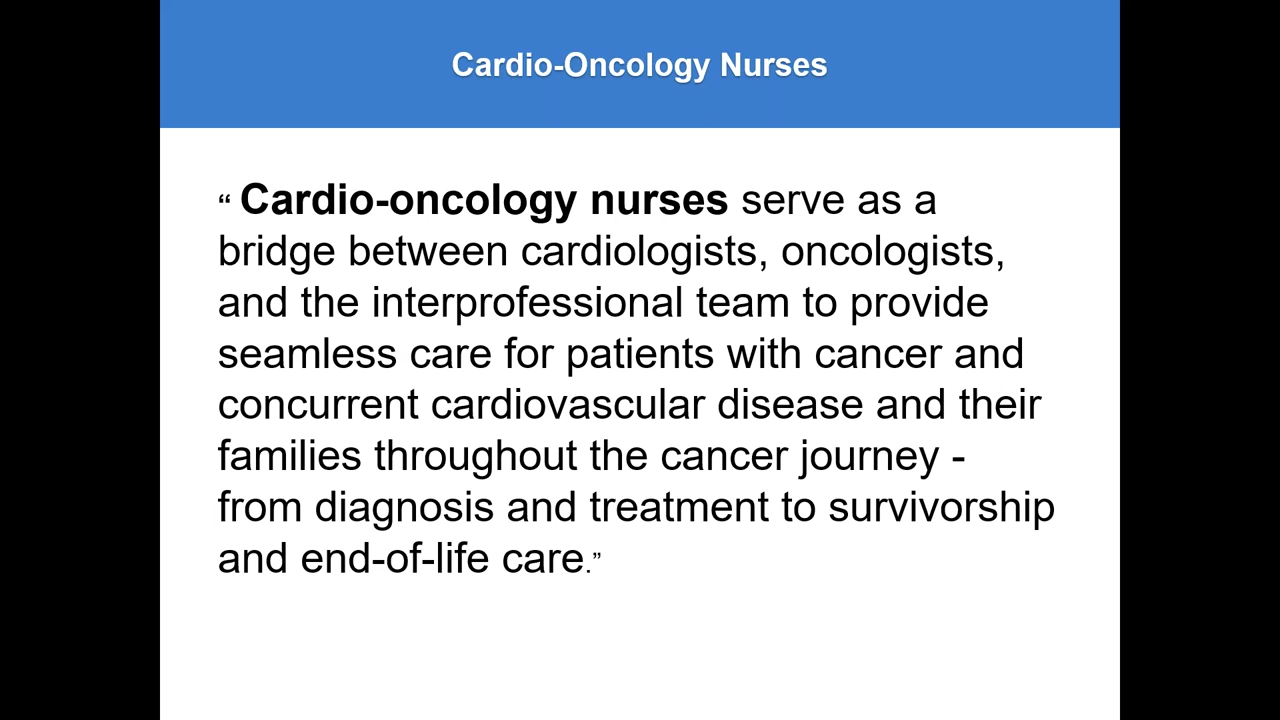 Cardio-Oncology Nurses
“ Cardio-oncology nurses serve as a
bridge between cardiologists, oncologists,
and the interprofessional team to provide
seamless care for patients with cancer and
concurrent cardiovascular disease and their
families throughout the cancer journey -
from diagnosis and treatment to survivorship
and end-of-life care.”